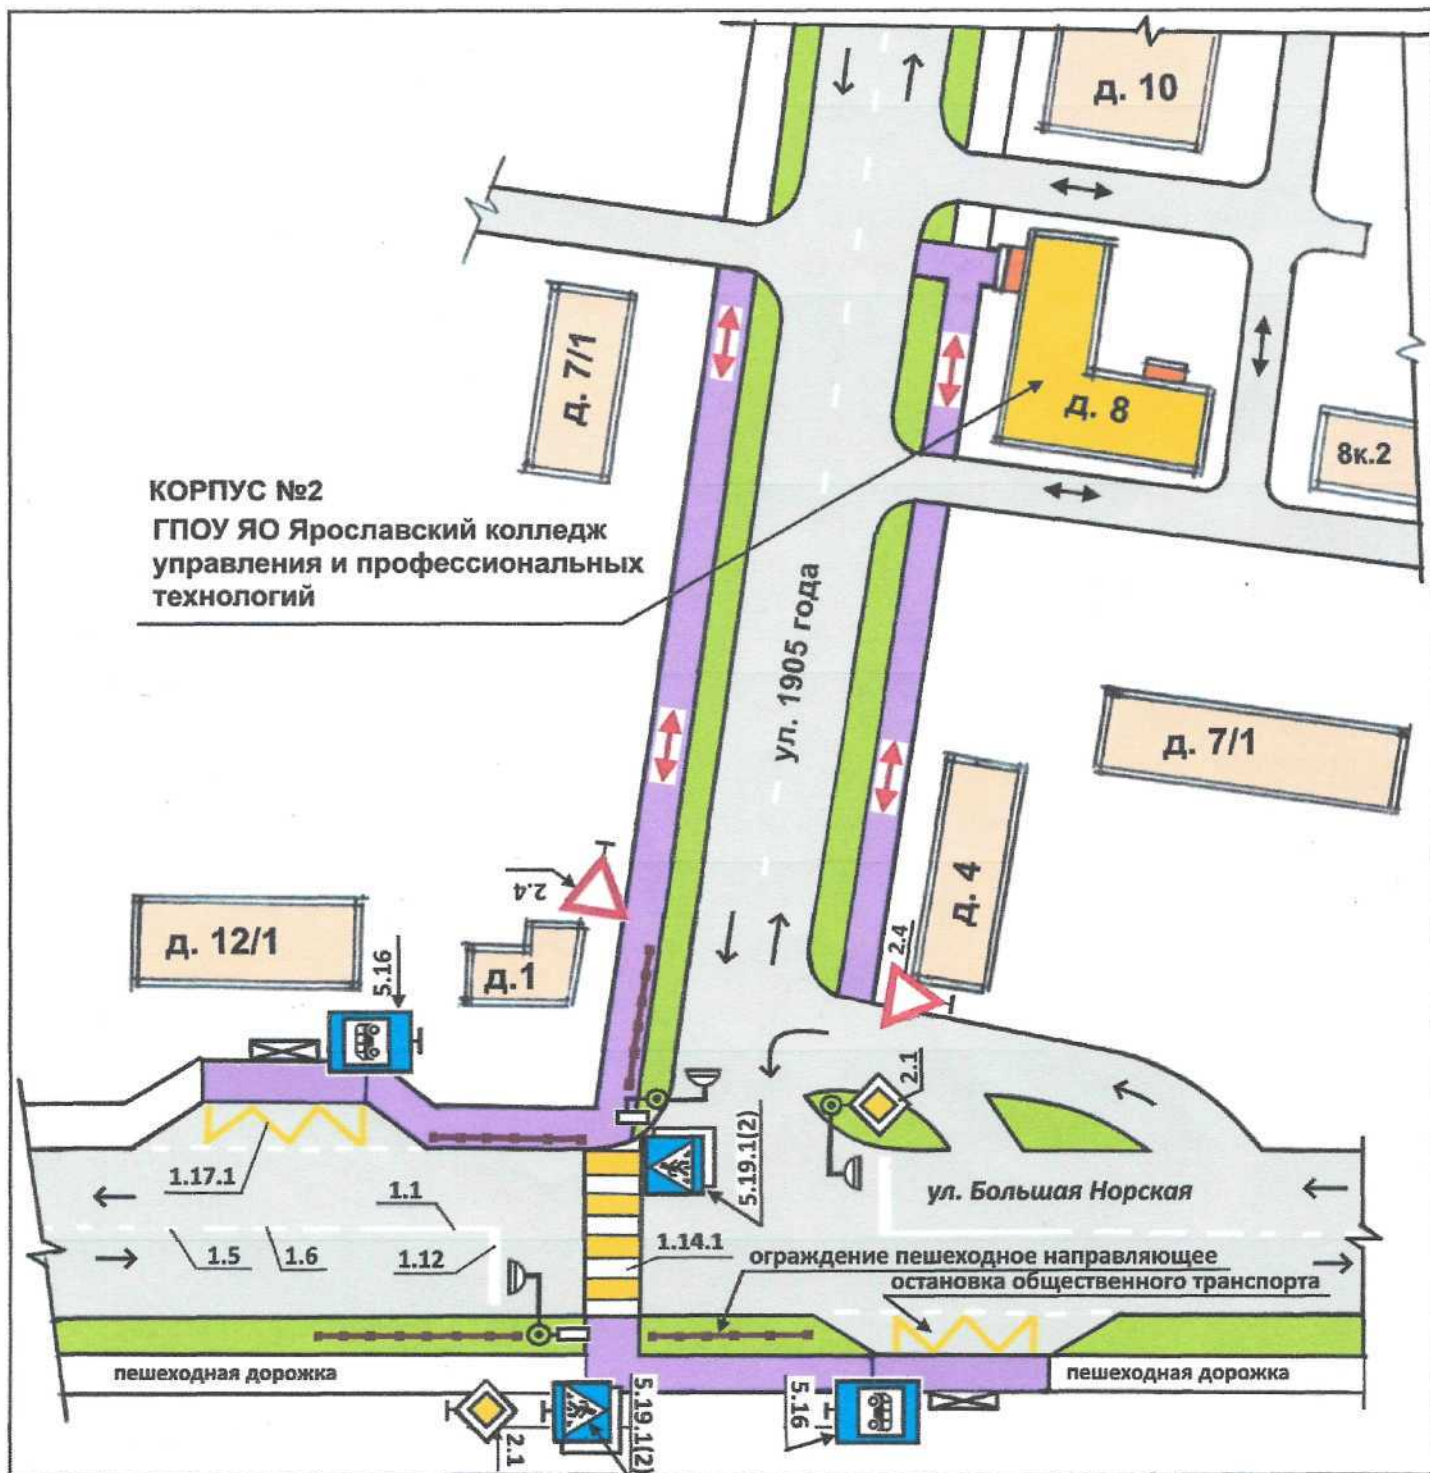 д. 10
д. 7/1
д. 8
8к.2
КОРПУС №2
ГПОУ ЯО Ярославский колледж
управления и профессиональных
технологий
ул. 1905 года
д. 7/1
2.4
д. 4
2.4
д. 12/1
5.16
д.1
2.1
1.17.1
1.1
5.19.1(2)
ул. Большая Норская
1.5
1.6
1.12
1.14.1
ограждение пешеходное направляющее
остановка общественного транспорта
пешеходная дорожка
пешеходная дорожка
2.1
5.19.1(2)
5.16